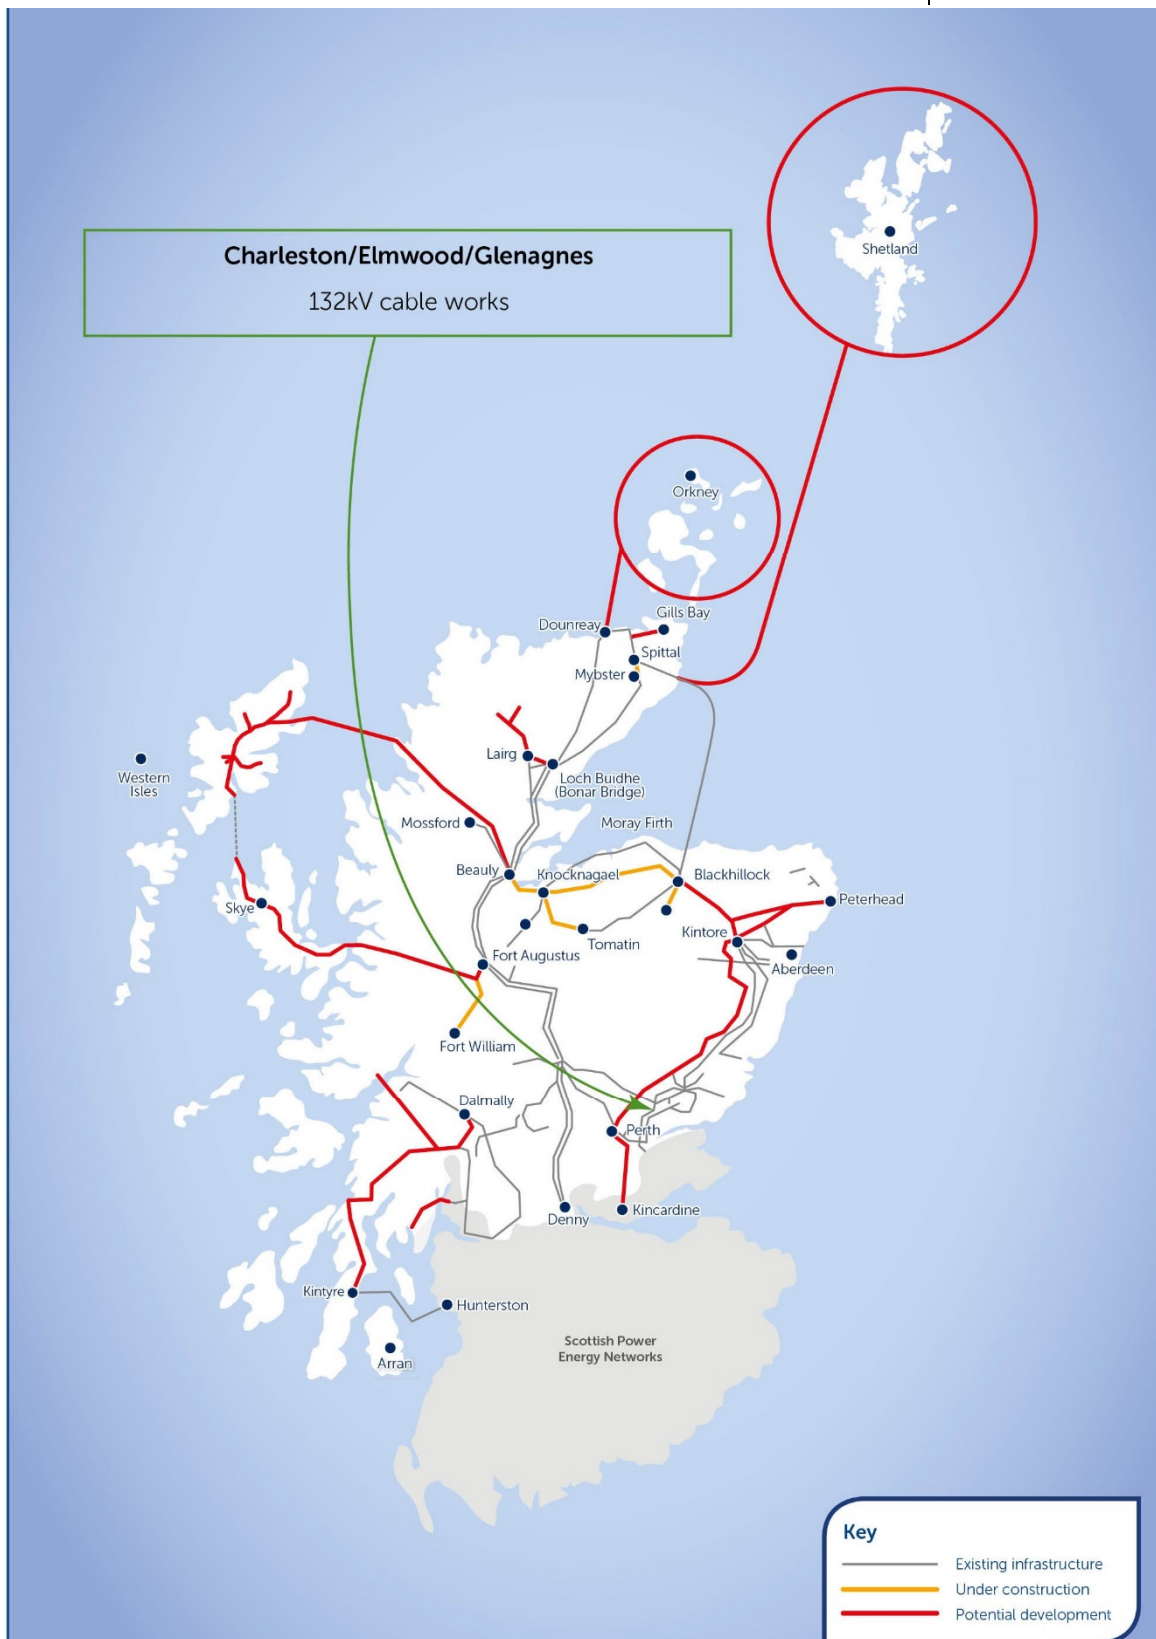 Charleston/Elmwood/Glenagnes
132kV cable works
Shetland
Orkney
Gills Bay
Dounreay
Spittal
Mybster
Lairg
Loch Buidhe
(Bonar Bridge)
Western
Isles
Mossford
Moray Firth
Beauly
Knocknagael
Blackhillock
Peterhead
Skye
Kintore
Tomatin
Fort Augustus
Aberdeen
Fort William
Dalmally
Perth
Kincardine
Denny
Kintyre
Hunterston
Scottish Power
Energy Networks
Arran
Key
Existing infrastructure
Under construction
Potential development